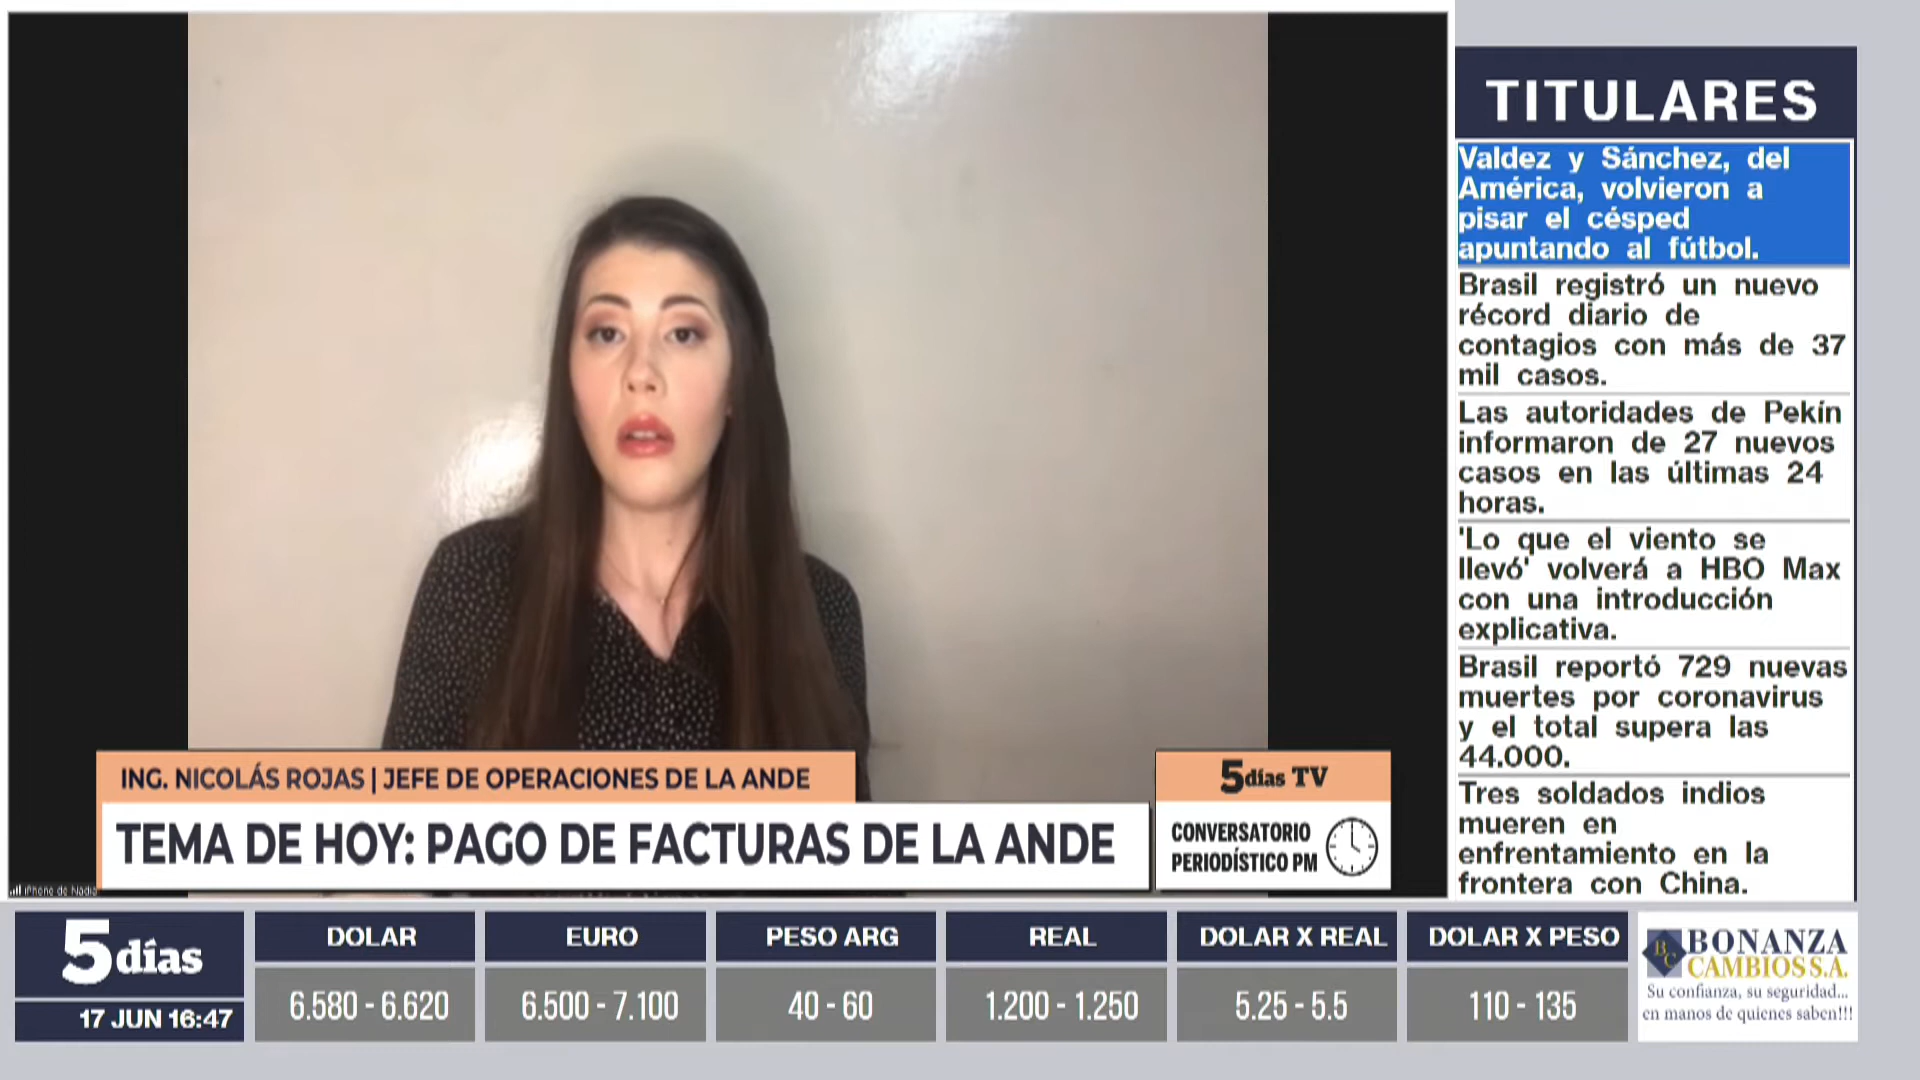 TITULARES
Valdez y Sánchez, del
América, volvieron a
pisar el césped
apuntando al fútbol.
Brasil registró un nuevo
récord diario de
contagios con más de 37
mil casos.
Las autoridades de Pekín
informaron de 27 nuevos
casos en las últimas 24
horas.
'Lo que el viento se
llevó' volverá a HBO Max
con una introducción
explicativa.
Brasil reportó 729 nuevas
muertes por coronavirus
y el total supera las
44.000.
Tres soldados indios
mueren en
enfrentamiento en la
frontera con China.
ING. NICOLÁS ROJAS | JEFE DE OPERACIONES DE LA ANDE
TEMA DE HOY: PAGO DE FACTURAS DE LA ANDE
5días TV
CONVERSATORIO
PERIODÍSTICO PM
iPhone de Nadia
5días
17 JUN 16:47
DOLAR
6.580 - 6.620
EURO
6.500 - 7.100
PESO ARG
40 - 60
REAL
1.200 - 1.250
DOLAR X REAL
5.25 - 5.5
DOLAR X PESO
110 - 135
BC BONANZA
CAMBIOS S.A.
Su confianza, su seguridad...
en manos de quienes saben!!!